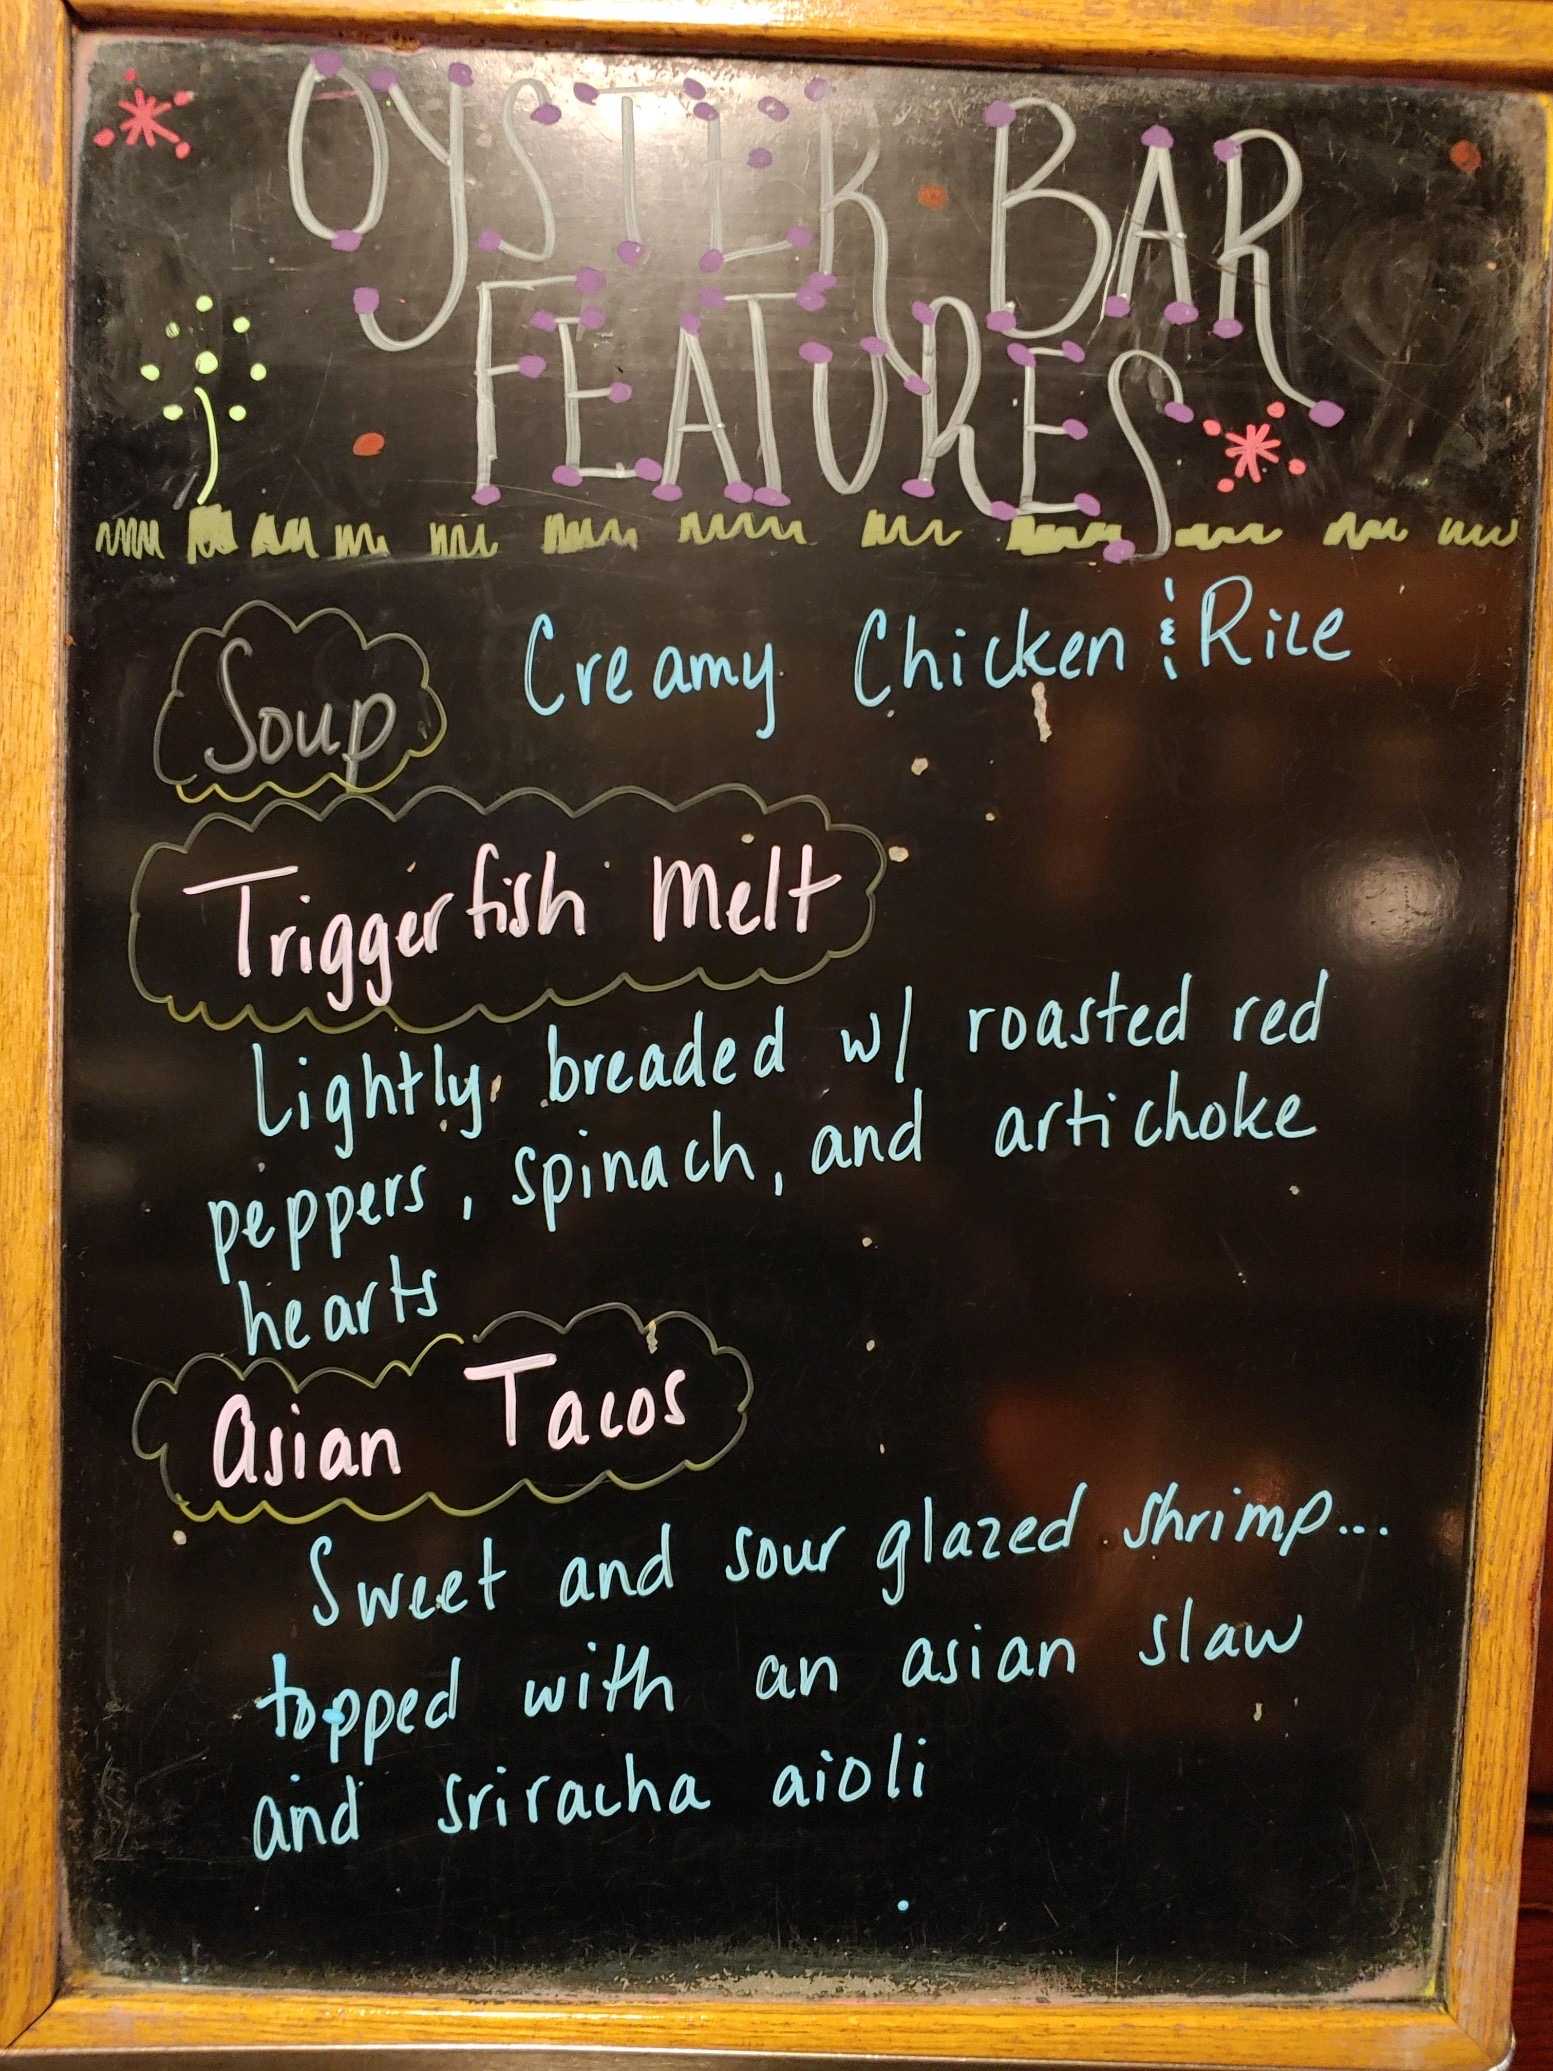 OYSTER BAR
FEATURES
Soup Creamy Chicken & Rice
Triggerfish Melt
Lightly breaded w/ roasted red
peppers, spinach, and artichoke
hearts
Asian Tacos
Sweet and sour glazed shrimp...
topped with an asian slaw
and sriracha aioli